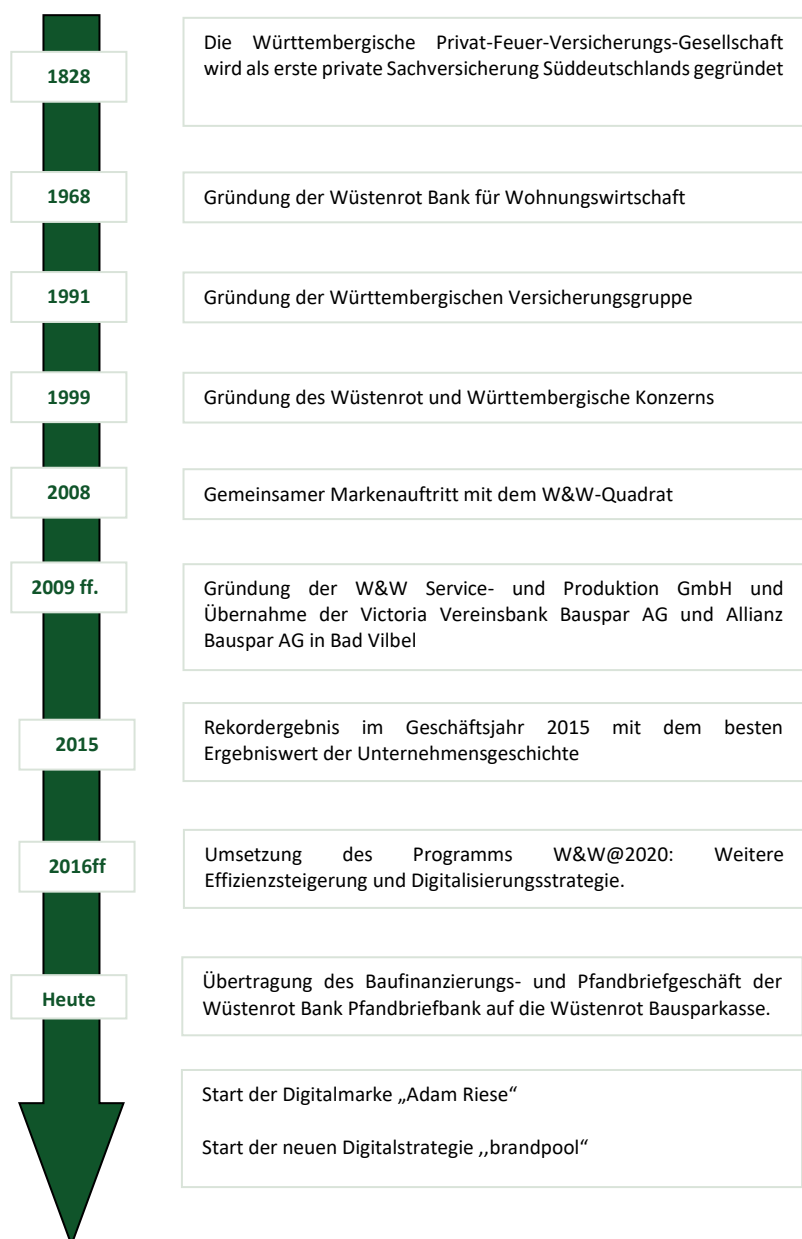 1828
Die Württembergische Privat-Feuer-Versicherungs-Gesellschaft
wird als erste private Sachversicherung Süddeutschlands gegründet
1968
Gründung der Wüstenrot Bank für Wohnungswirtschaft
1991
Gründung der Württembergischen Versicherungsgruppe
1999
Gründung des Wüstenrot und Württembergische Konzerns
2008
Gemeinsamer Markenauftritt mit dem W&W-Quadrat
2009 ff.
Gründung der W&W Service- und Produktion GmbH und
Übernahme der Victoria Vereinsbank Bauspar AG und Allianz
Bauspar AG in Bad Vilbel
2015
Rekordergebnis im Geschäftsjahr 2015 mit dem besten
Ergebniswert der Unternehmensgeschichte
2016ff
Umsetzung des Programms W&W@2020: Weitere
Effizienzsteigerung und Digitalisierungsstrategie.
Heute
Übertragung des Baufinanzierungs- und Pfandbriefgeschäft der
Wüstenrot Bank Pfandbriefbank auf die Wüstenrot Bausparkasse.
Start der Digitalmarke „Adam Riese“
Start der neuen Digitalstrategie ,,brandpool“